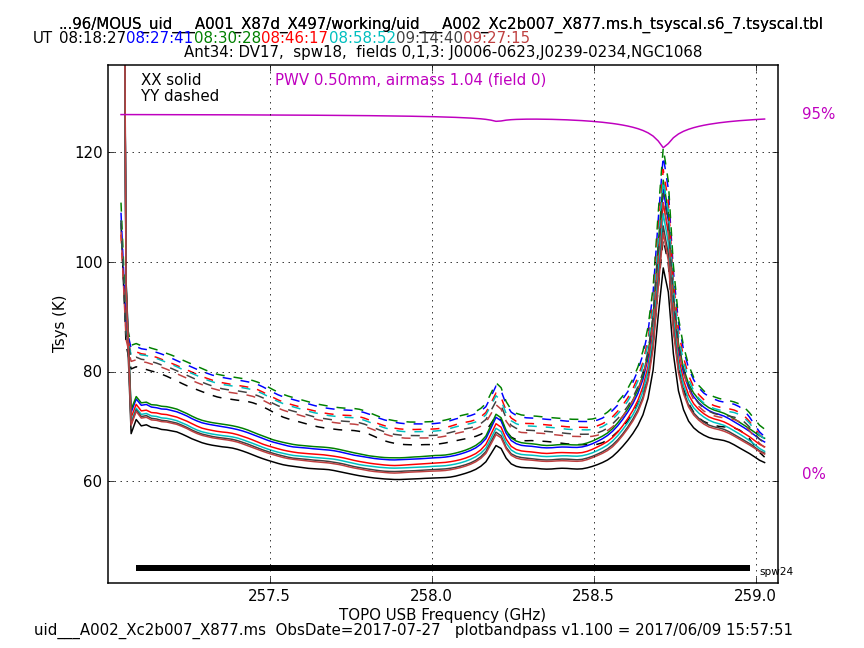 ...96/MOUS_uid___A001_X87d_X497/working/uid___A002_Xc2b007_X877.ms.h_tsyscal.s6_7.tsyscal.tbl
UT 08:18:27 08:27:41 08:30:28 08:46:17 08:58:52 09:14:40 09:27:15
Ant34: DV17,  spw18,  fields 0,1,3: J0006-0623,J0239-0234,NGC1068
XX solid
YY dashed
PWV 0.50mm, airmass 1.04 (field 0)
95%
120
100
80
60
Tsys (K)
0%
spw24
257.5 258.0 258.5 259.0
TOPO USB Frequency (GHz)
uid___A002_Xc2b007_X877.ms  ObsDate=2017-07-27   plotbandpass v1.100 = 2017/06/09 15:57:51